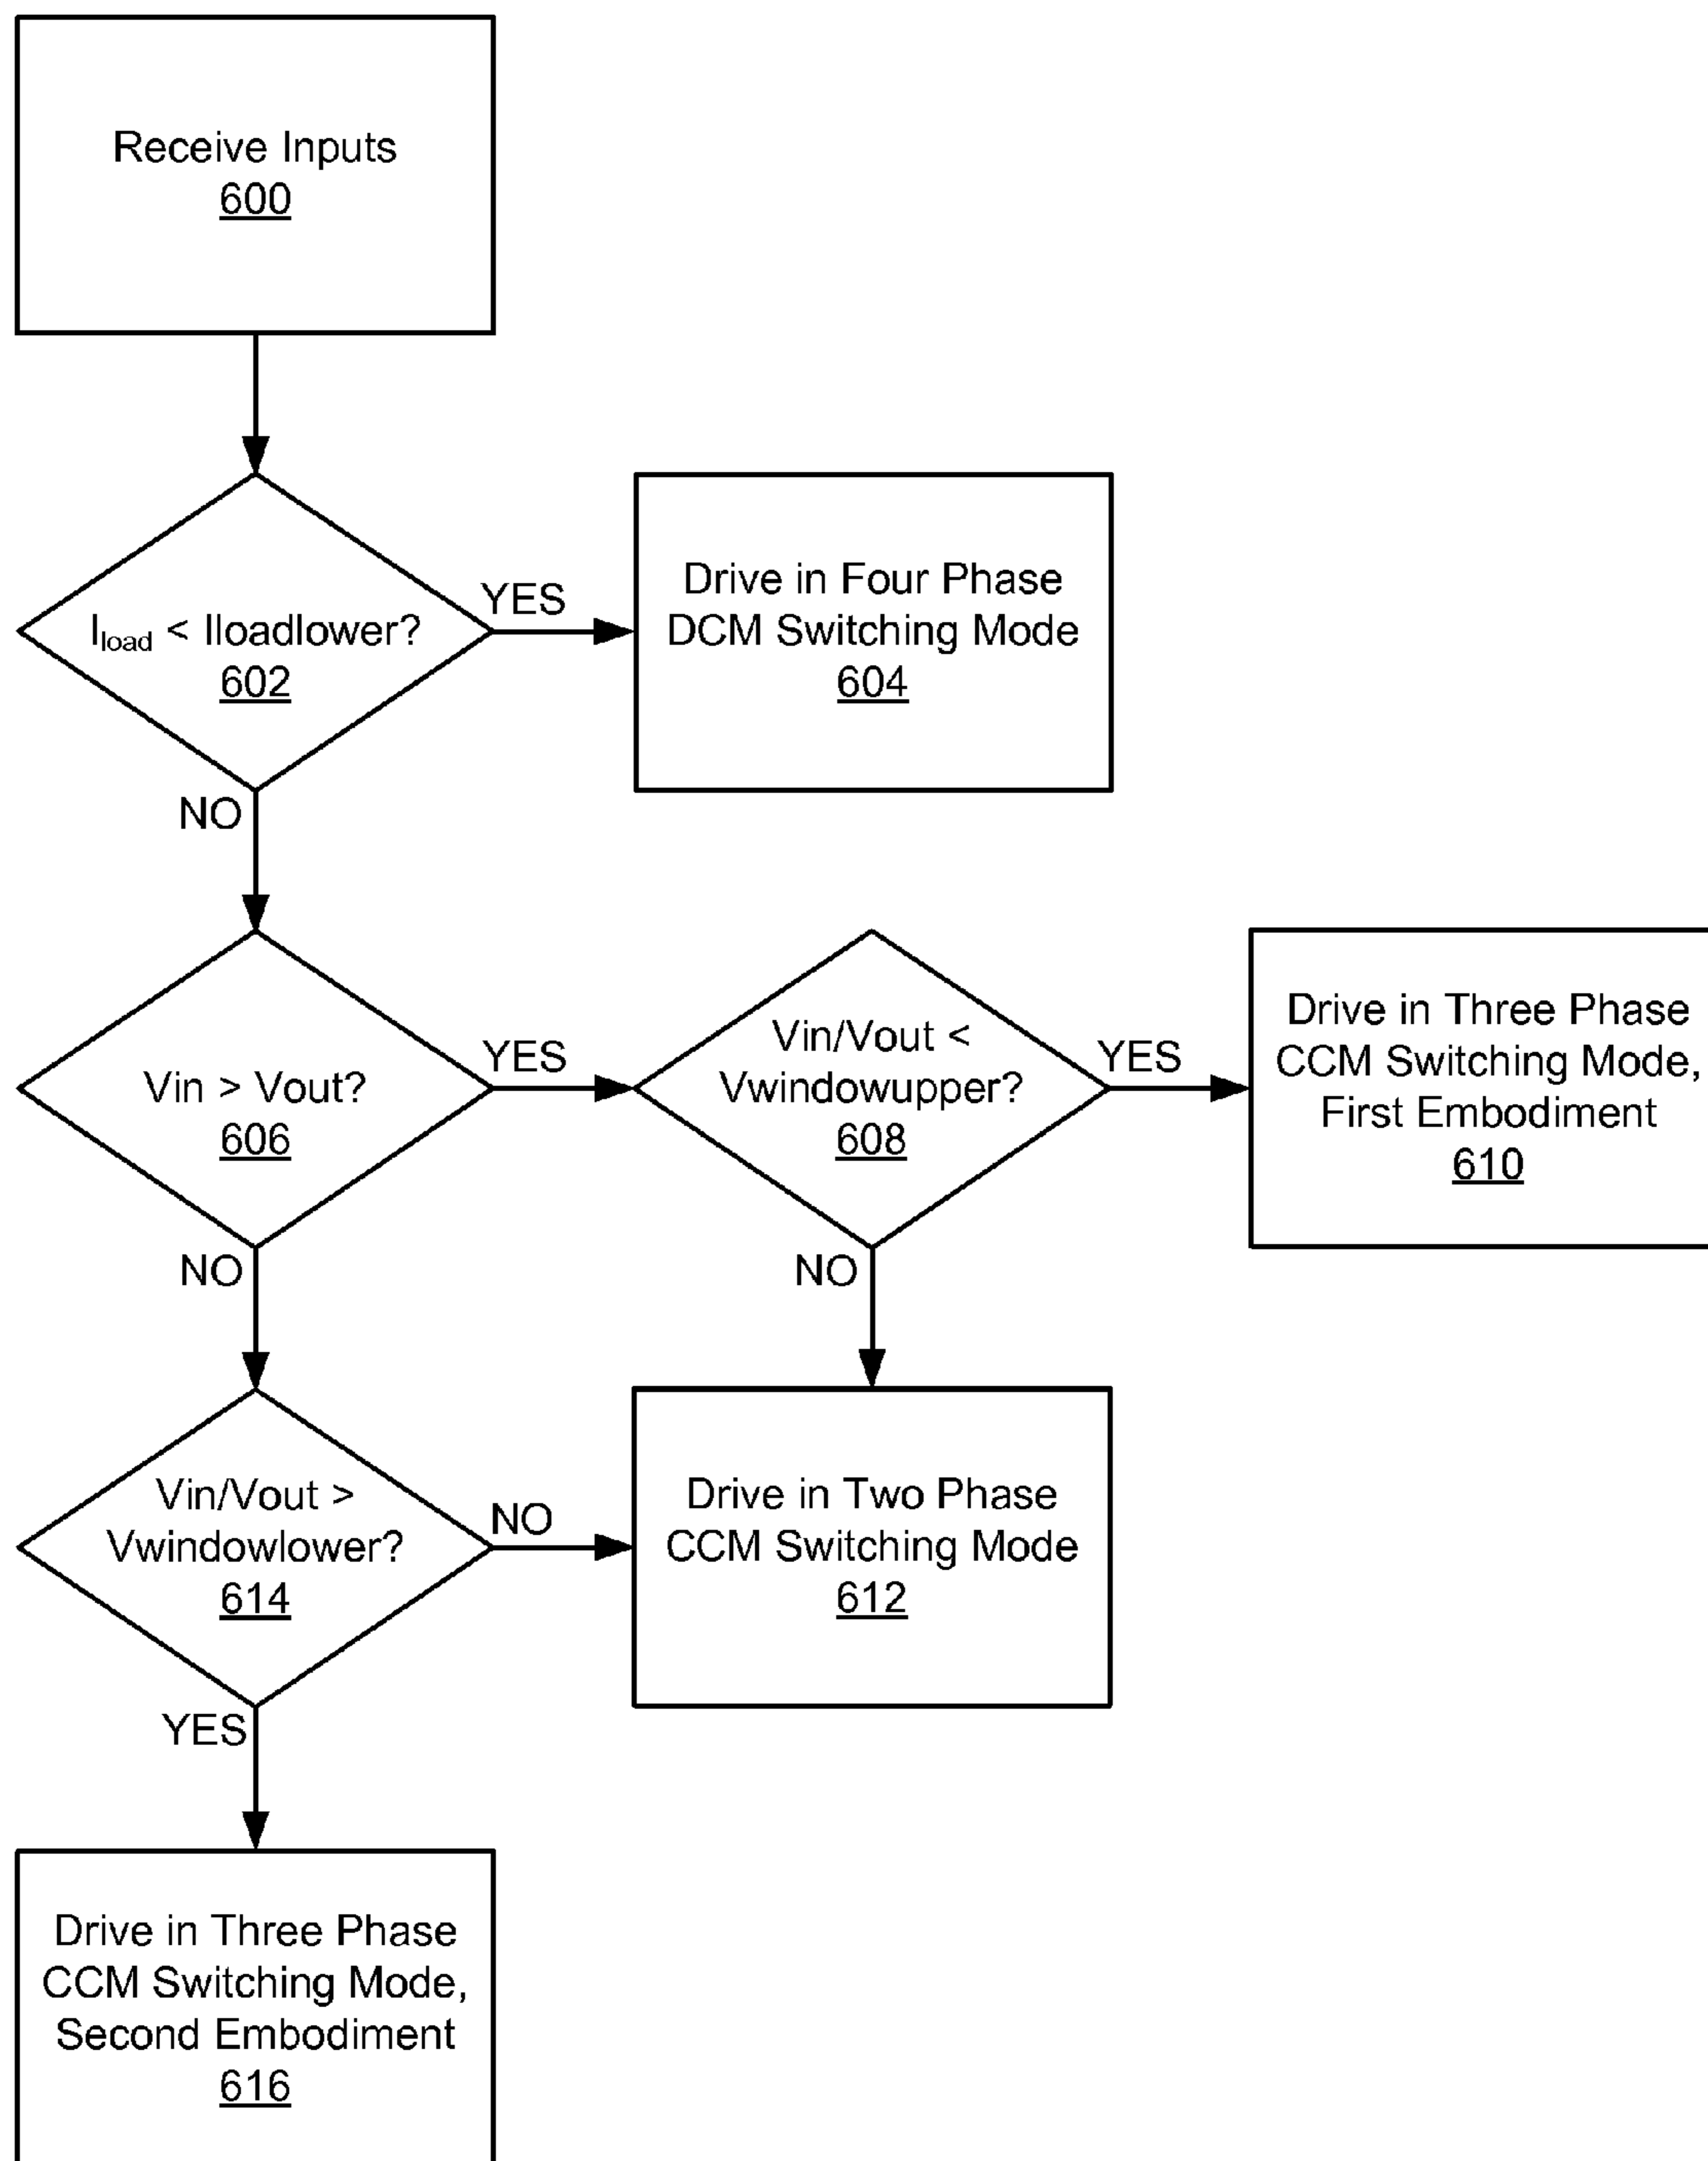 Receive Inputs
600
Iload < Iloadlower?
602
YES
Drive in Four Phase
DCM Switching Mode
604
NO
Vin > Vout?
606
YES
Vin/Vout <
Vwindowupper?
608
YES
Drive in Three Phase
CCM Switching Mode,
First Embodiment
610
NO
NO
Vin/Vout >
Vwindowlower?
614
NO
Drive in Two Phase
CCM Switching Mode
612
YES
Drive in Three Phase
CCM Switching Mode,
Second Embodiment
616